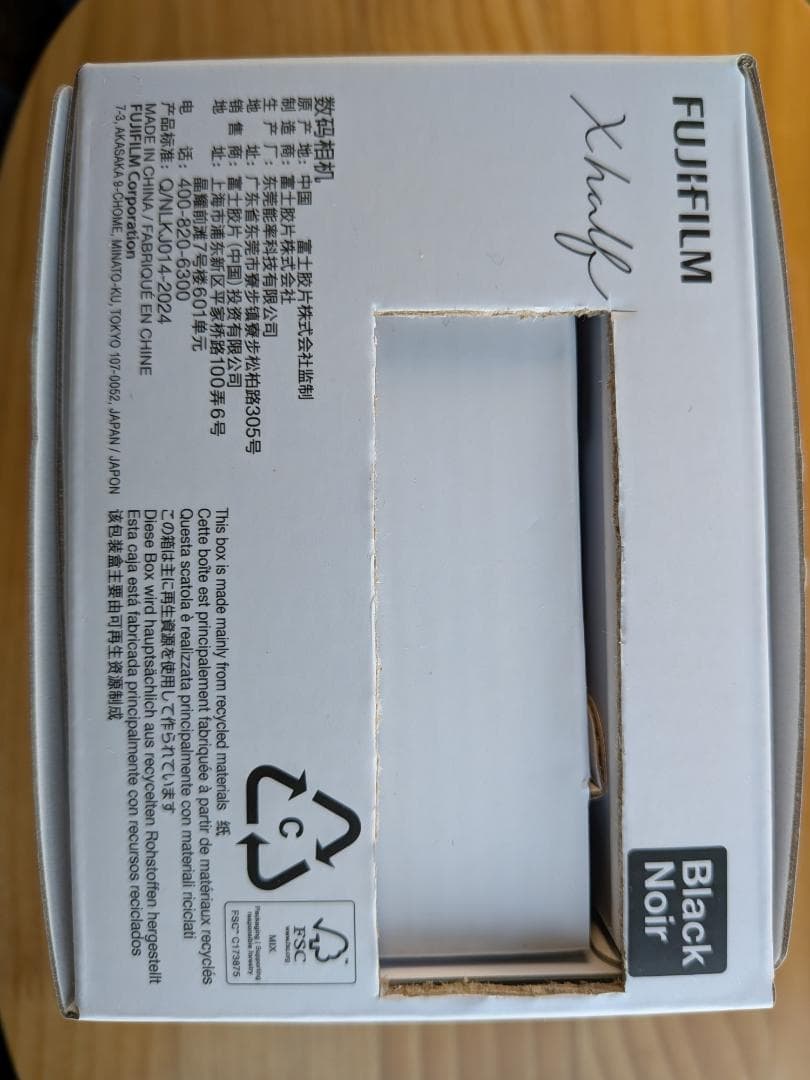 FUJIFILM
X half
Black
Noir
数码相机
原产地：中国 富士胶片株式会社监制
制造商：富士胶片株式会社
生产厂：东莞能率科技有限公司
地 址：广东省东莞市寮步镇寮步松柏路305号
销售商：富士胶片(中国)投资有限公司
地 址：上海市浦东新区平家桥路100弄6号
晶耀前滩7号楼601单元
电 话：400-820-6300
产品标准：Q/NLKJ014-2024
MADE IN CHINA / FABRIQUÉ EN CHINE
FUJIFILM Corporation
7-3, AKASAKA 9-CHOME, MINATO-KU, TOKYO 107-0052, JAPAN / JAPON
C
FSC
www.fsc.org
MIX
Packaging | Supporting
responsible forestry
FSC™ C173875
This box is made mainly from recycled materials 纸
Cette boîte est principalement fabriquée à partir de matériaux recyclés
Questa scatola è realizzata principalmente con materiali riciclati
この箱は主に再生資源を使用して作られています
Diese Box wird hauptsächlich aus recycelten Rohstoffen hergestellt
Esta caja está fabricada principalmente con recursos reciclados
该包装盒主要由可再生资源制成